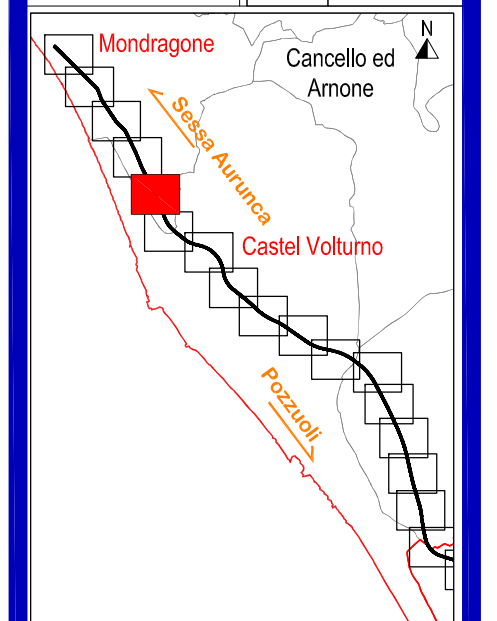 Mondragone
N
Cancello ed
Arnone
Sessa Aurunca
Castel Volturno
Pozzuoli